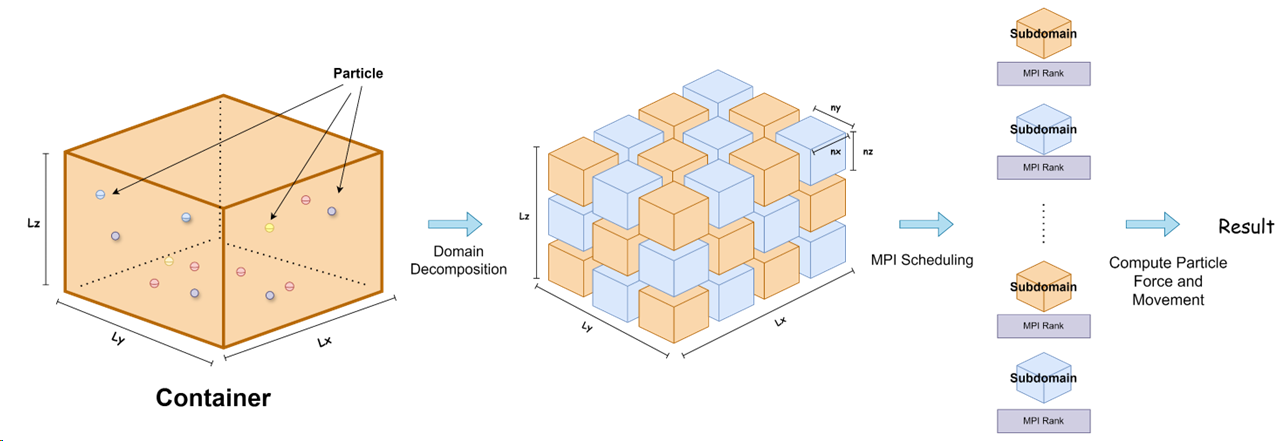 Particle
Lz
Ly
Lx
Container
Domain
Decomposition
ny
nx
nz
Lz
Ly
Lx
MPI Scheduling
Subdomain
MPI Rank
Subdomain
MPI Rank
Subdomain
MPI Rank
Subdomain
MPI Rank
Compute Particle
Force and
Movement
Result